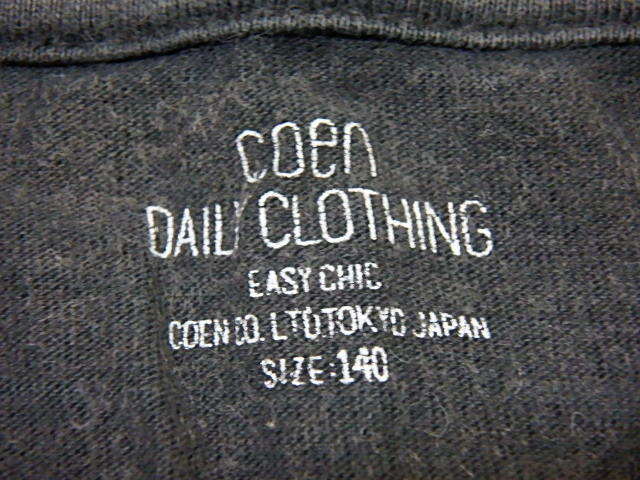 coen
DAILY CLOTHING
EASY CHIC
COEN CO. LTD.TOKYO JAPAN
SIZE:140